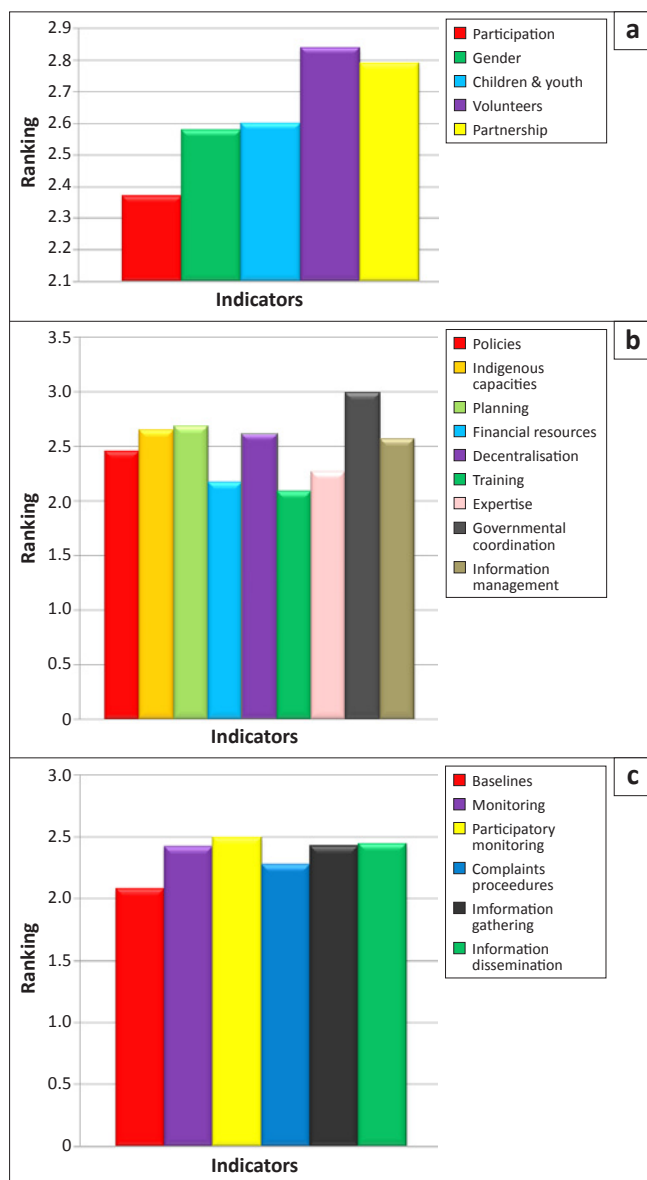 a
2.9
2.8
2.7
2.6
2.5
2.4
2.3
2.2
2.1
Ranking
Indicators
Participation
Gender
Children & youth
Volunteers
Partnership
b
3.5
3.0
2.5
2.0
1.5
1.0
0.5
0
Ranking
Indicators
Policies
Indigenous
capacities
Planning
Financial resources
Decentralisation
Training
Expertise
Governmental
coordination
Information
management
c
3.0
2.5
2.0
1.5
1.0
0.5
0
Ranking
Indicators
Baselines
Monitoring
Participatory
monitoring
Complaints
proceedures
Imformation
gathering
Information
dissemination